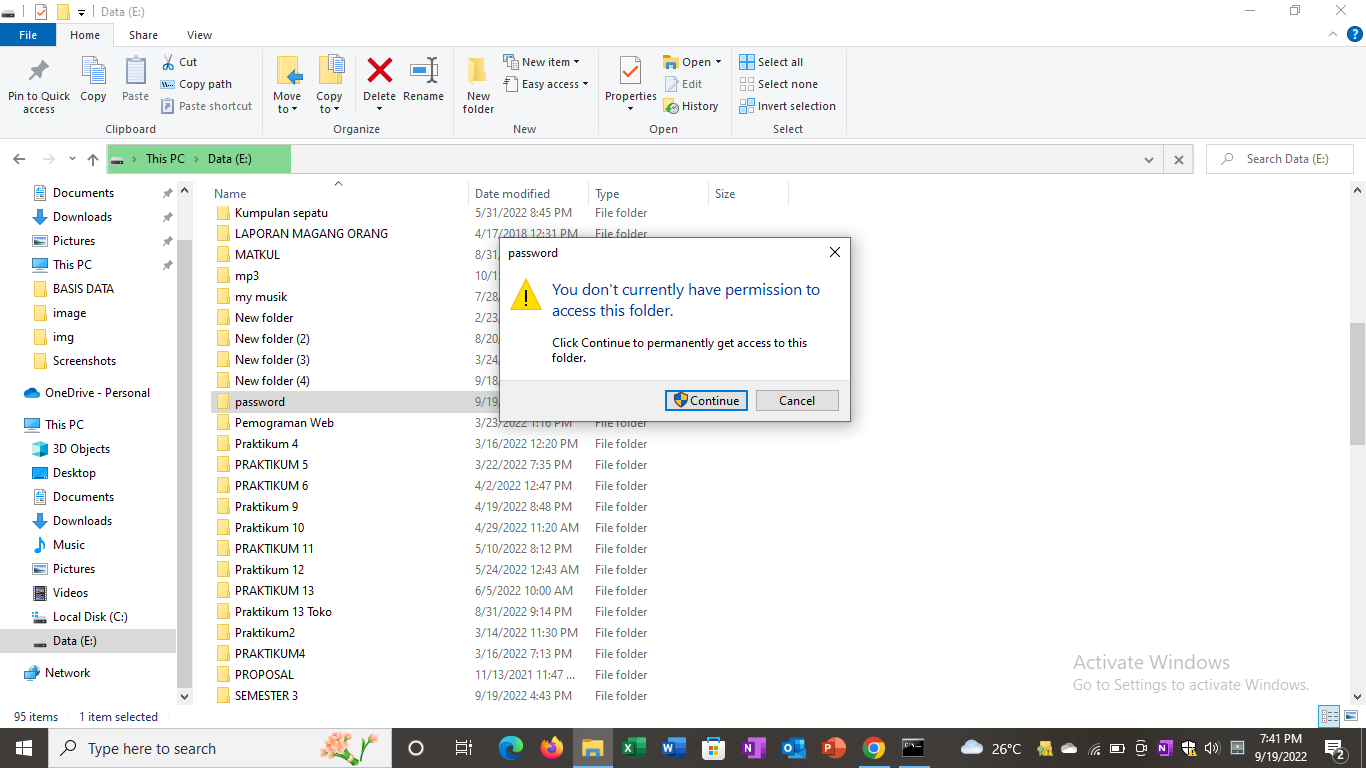 Data (E:)
File Home Share View
Pin to Quick access
Copy
Paste
Cut
Copy path
Paste shortcut
Clipboard
Move to
Copy to
Delete
Rename
Organize
New folder
New item
Easy access
New
Properties
Open
Edit
History
Open
Select all
Select none
Invert selection
Select
This PC Data (E:)
Search Data (E:)
Documents
Downloads
Pictures
This PC
BASIS DATA
image
img
Screenshots
OneDrive - Personal
This PC
3D Objects
Desktop
Documents
Downloads
Music
Pictures
Videos
Local Disk (C:)
Data (E:)
Network
Name Date modified Type Size
Kumpulan sepatu 5/31/2022 8:45 PM File folder
LAPORAN MAGANG ORANG 4/17/2018 12:31 PM File folder
MATKUL 8/31/
mp3 10/1
my musik 7/28/
New folder 2/23/
New folder (2) 8/20/
New folder (3) 3/24/
New folder (4) 9/18/
password 9/19/
Pemograman Web 3/23/2022 1:16 PM File folder
Praktikum 4 3/16/2022 12:20 PM File folder
PRAKTIKUM 5 3/22/2022 7:35 PM File folder
PRAKTIKUM 6 4/2/2022 12:47 PM File folder
Praktikum 9 4/19/2022 8:48 PM File folder
Praktikum 10 4/29/2022 11:20 AM File folder
PRAKTIKUM 11 5/10/2022 8:12 PM File folder
Praktikum 12 5/24/2022 12:43 AM File folder
PRAKTIKUM 13 6/5/2022 10:00 AM File folder
Praktikum 13 Toko 8/31/2022 9:14 PM File folder
Praktikum2 3/14/2022 11:30 PM File folder
PRAKTIKUM4 3/16/2022 7:13 PM File folder
PROPOSAL 11/13/2021 11:47 ... File folder
SEMESTER 3 9/19/2022 4:43 PM File folder
password
You don't currently have permission to
access this folder.
Click Continue to permanently get access to this
folder.
Continue Cancel
Activate Windows
Go to Settings to activate Windows.
95 items 1 item selected
Type here to search
26°C
7:41 PM
9/19/2022
2